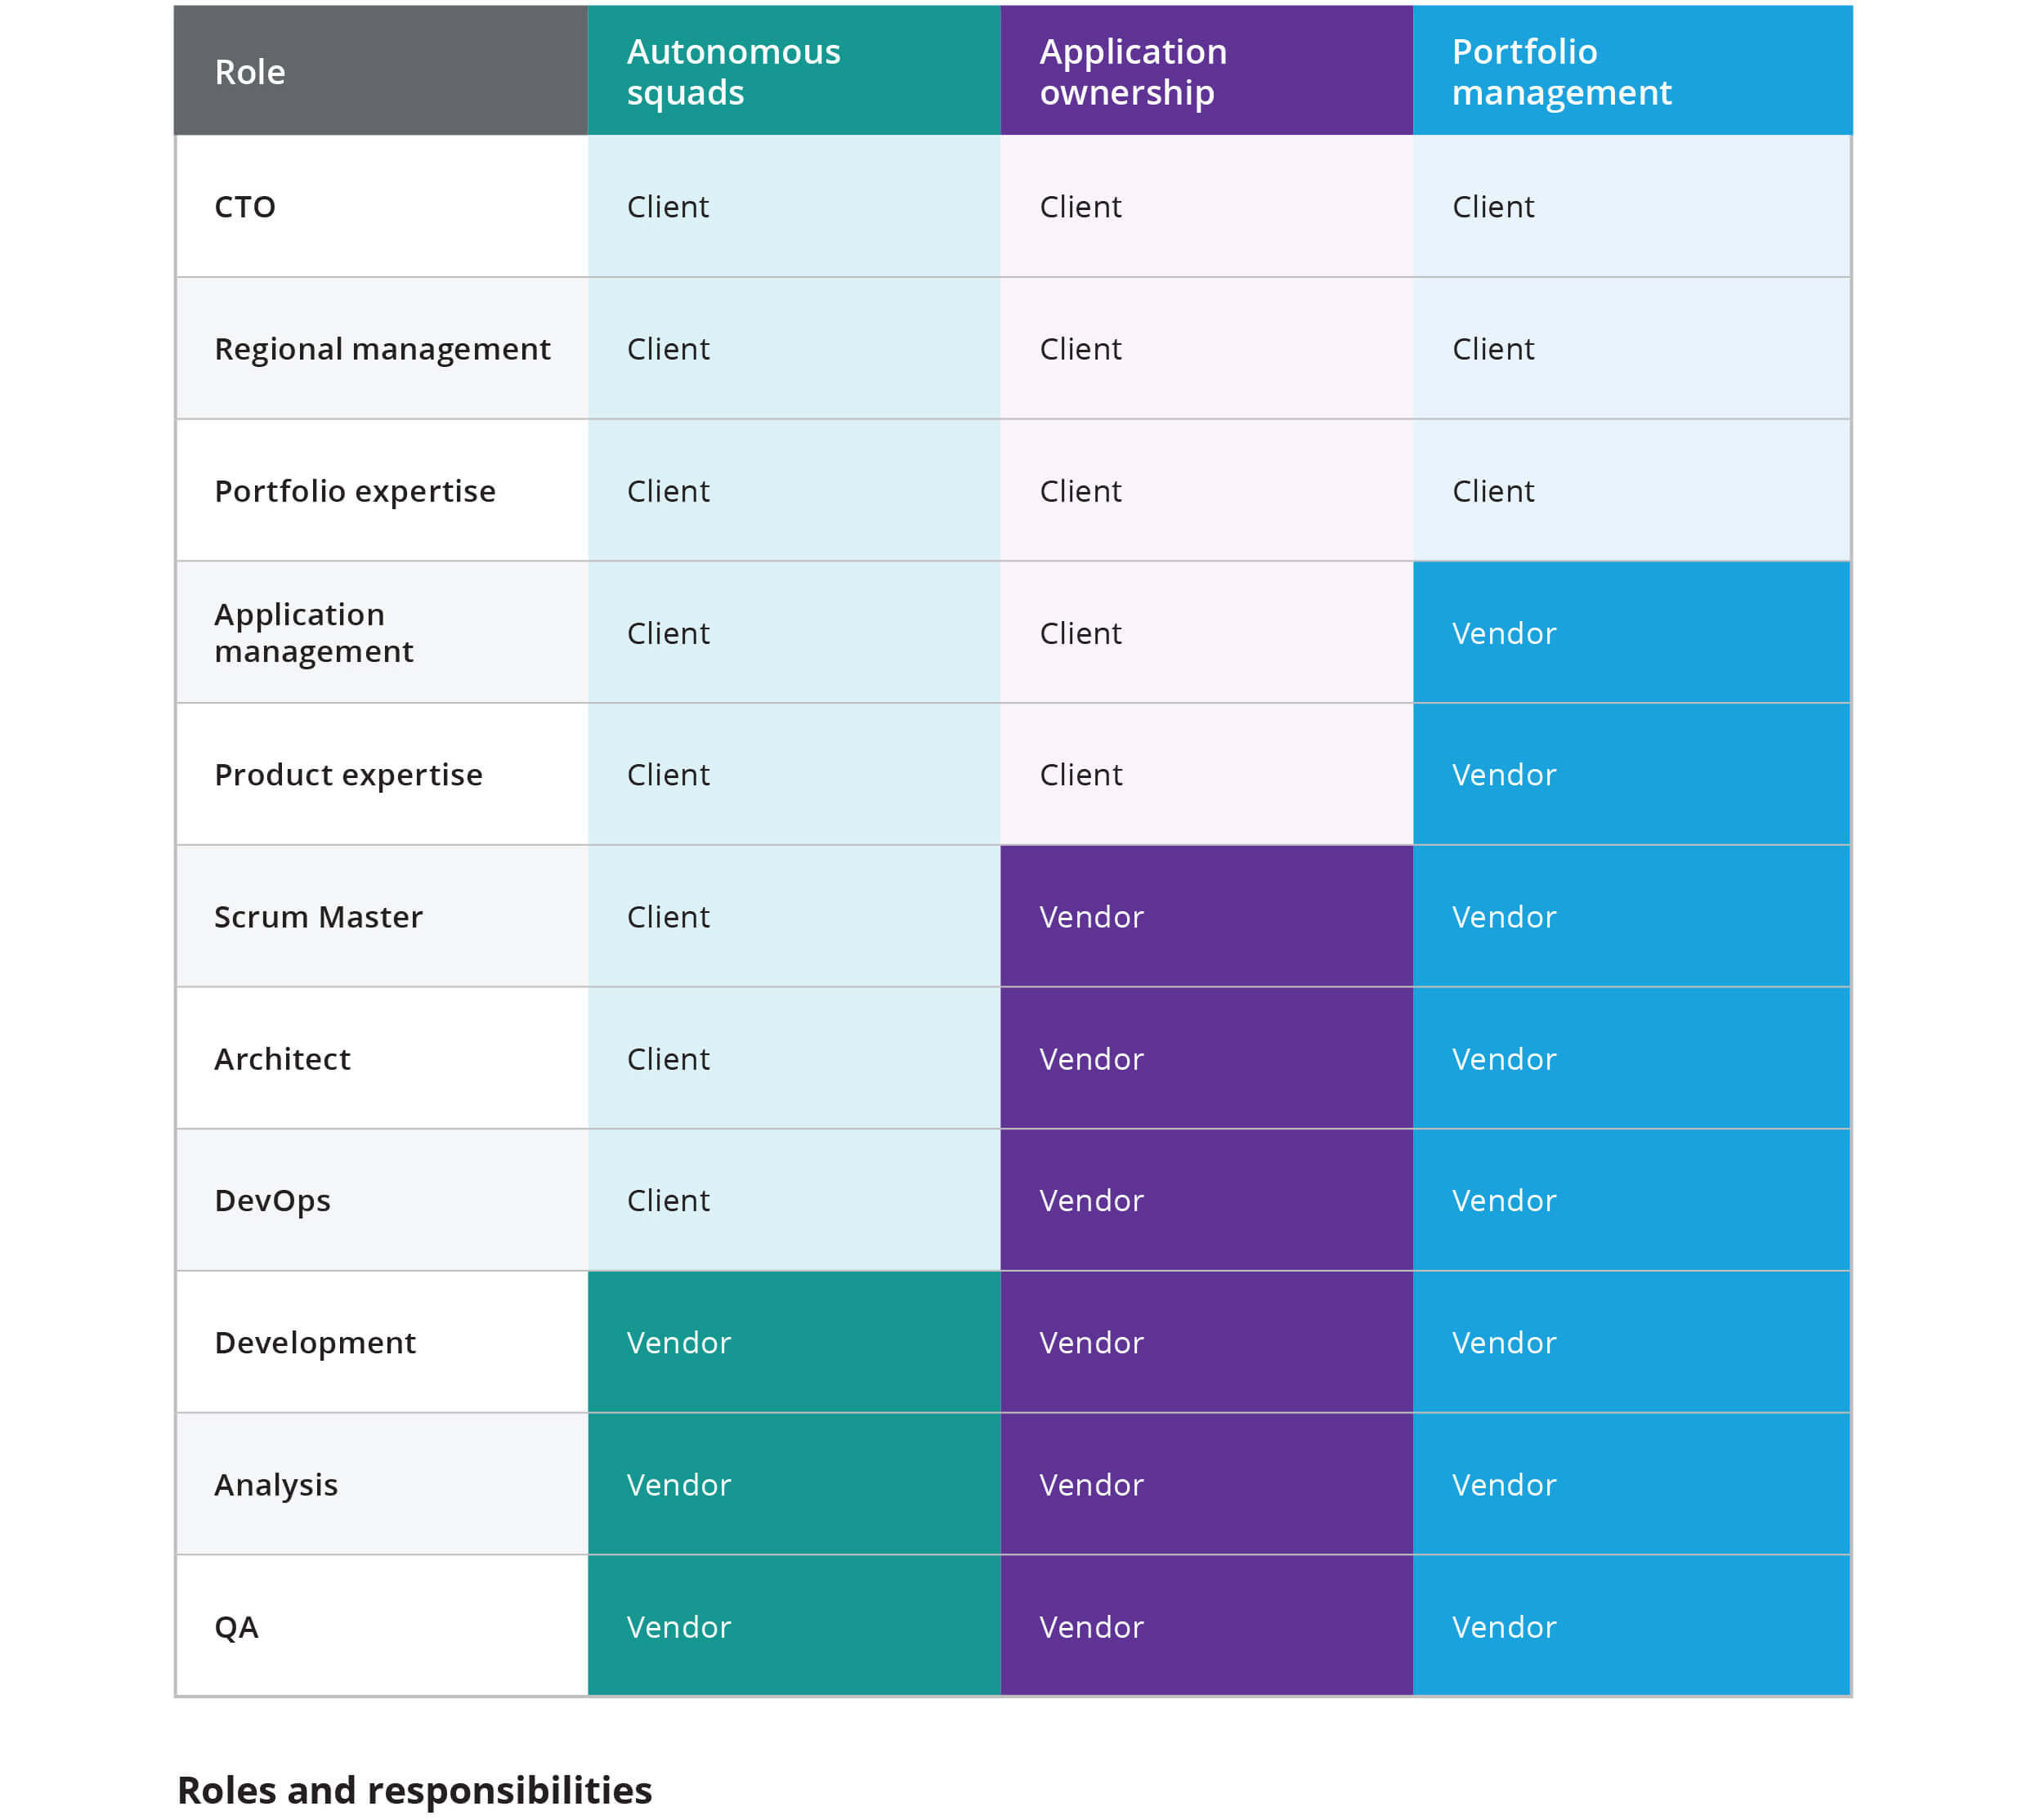 Role
Autonomous
squads
Application
ownership
Portfolio
management
CTO
Client
Client
Client
Regional management
Client
Client
Client
Portfolio expertise
Client
Client
Client
Application
management
Client
Client
Vendor
Product expertise
Client
Client
Vendor
Scrum Master
Client
Vendor
Vendor
Architect
Client
Vendor
Vendor
DevOps
Client
Vendor
Vendor
Development
Vendor
Vendor
Vendor
Analysis
Vendor
Vendor
Vendor
QA
Vendor
Vendor
Vendor
Roles and responsibilities